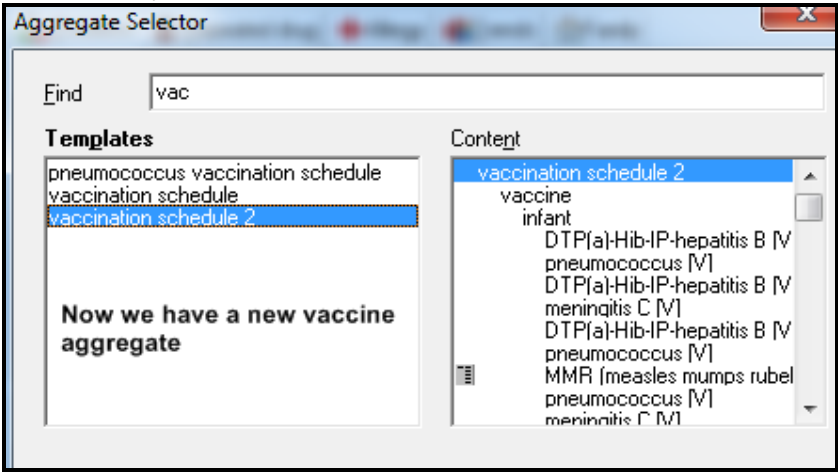 Aggregate Selector
Find
vac
Templates
pneumococcus vaccination schedule
vaccination schedule
vaccination schedule 2
Now we have a new vaccine
aggregate
Content
vaccination schedule 2
vaccine
infant
DTP(a)-Hib-IP-hepatitis B [V
pneumococcus [V]
DTP(a)-Hib-IP-hepatitis B [V
meningitis C [V]
DTP(a)-Hib-IP-hepatitis B [V
pneumococcus [V]
MMR (measles mumps rubel
pneumococcus [V]
meningitis C [V]